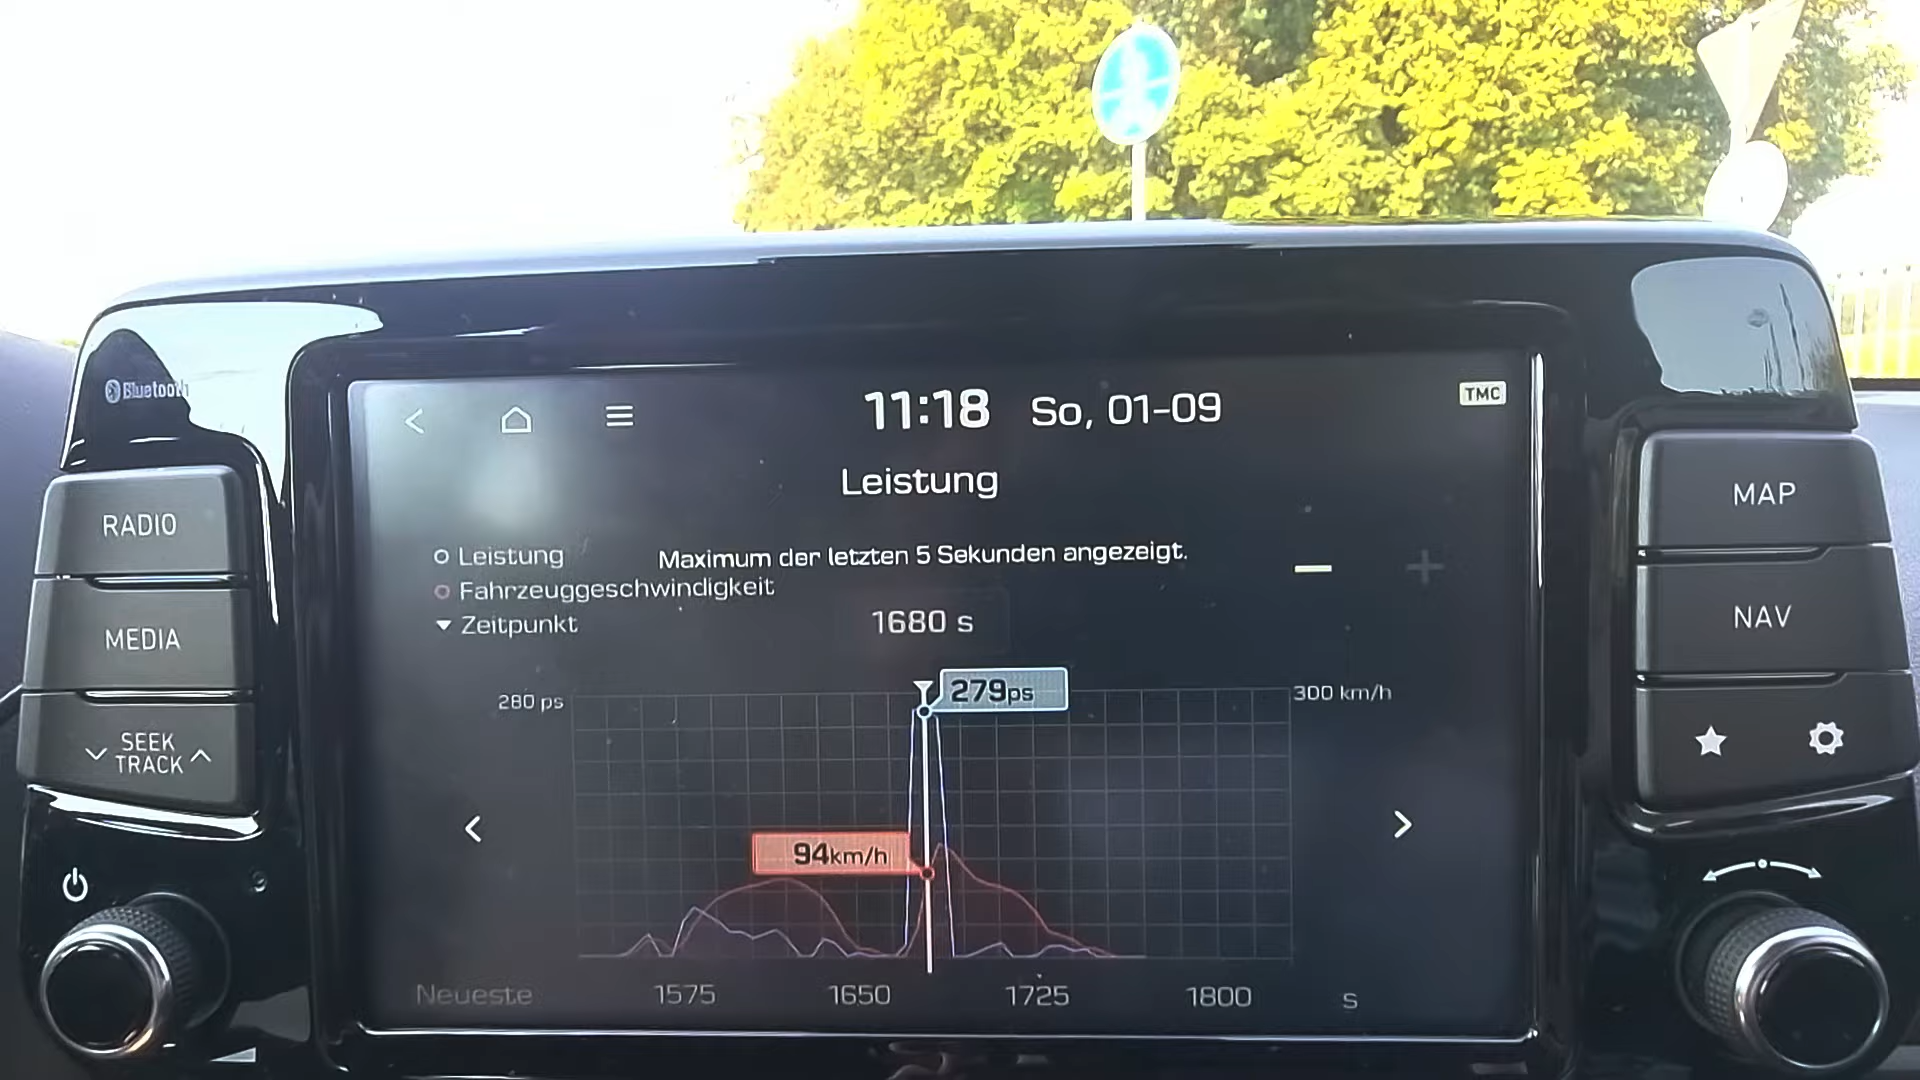 Bluetooth
11:18 So, 01-09
TMC
Leistung
RADIO
MAP
Leistung
Maximum der letzten 5 Sekunden angezeigt.
Fahrzeuggeschwindigkeit
Zeitpunkt
1680 s
MEDIA
NAV
280 ps
279ps
300 km/h
SEEK
TRACK
94km/h
Neueste 1575 1650 1725 1800 s